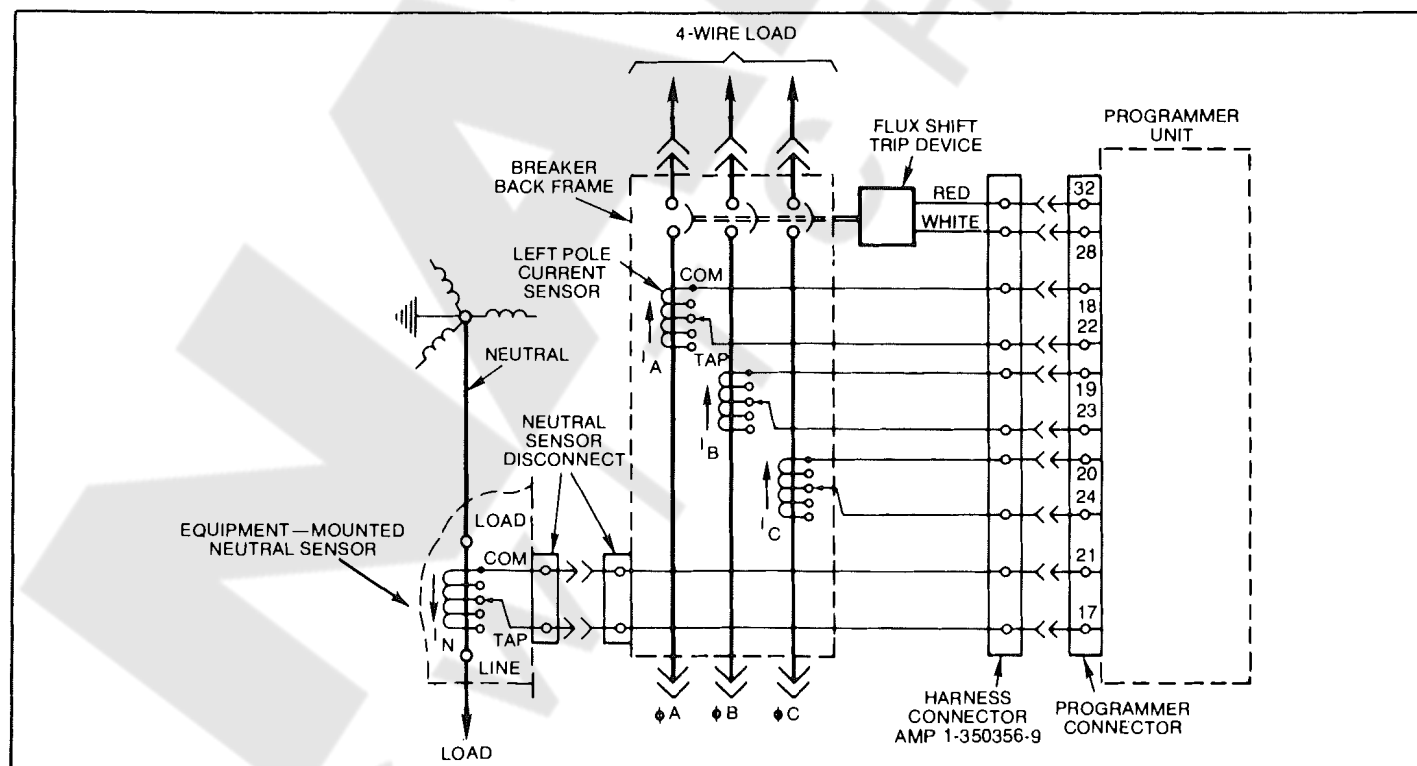 4-WIRE LOAD
PROGRAMMER
UNIT
FLUX SHIFT
TRIP DEVICE
BREAKER
BACK FRAME
RED
WHITE
32
28
LEFT POLE
CURRENT
SENSOR
COM
TAP
I A
18
22
NEUTRAL
I B
19
23
NEUTRAL
SENSOR
DISCONNECT
I C
20
24
EQUIPMENT—MOUNTED
NEUTRAL SENSOR
LOAD
COM
TAP
I N
LINE
21
17
LOAD
ϕA
ϕB
ϕC
HARNESS
CONNECTOR
AMP 1-350356-9
PROGRAMMER
CONNECTOR